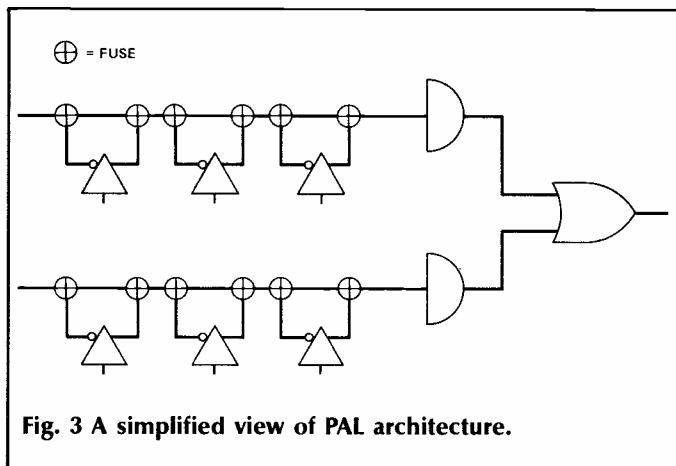 ⊕ = FUSE
Fig. 3 A simplified view of PAL architecture.